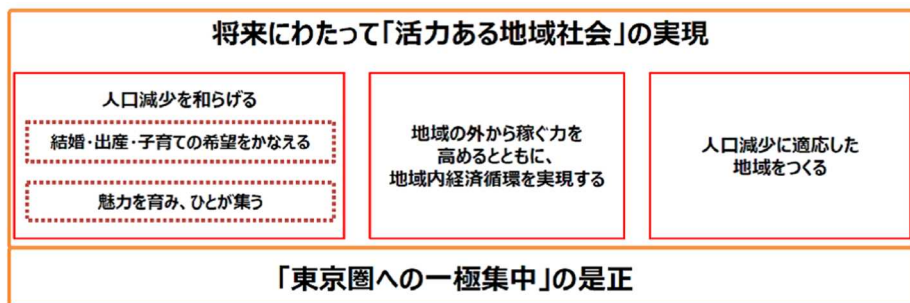 将来にわたって「活力ある地域社会」の実現
人口減少を和らげる
結婚・出産・子育ての希望をかなえる
魅力を育み、ひとが集う
地域の外から稼ぐ力を
高めるとともに、
地域内経済循環を実現する
人口減少に適応した
地域をつくる
「東京圏への一極集中」の是正